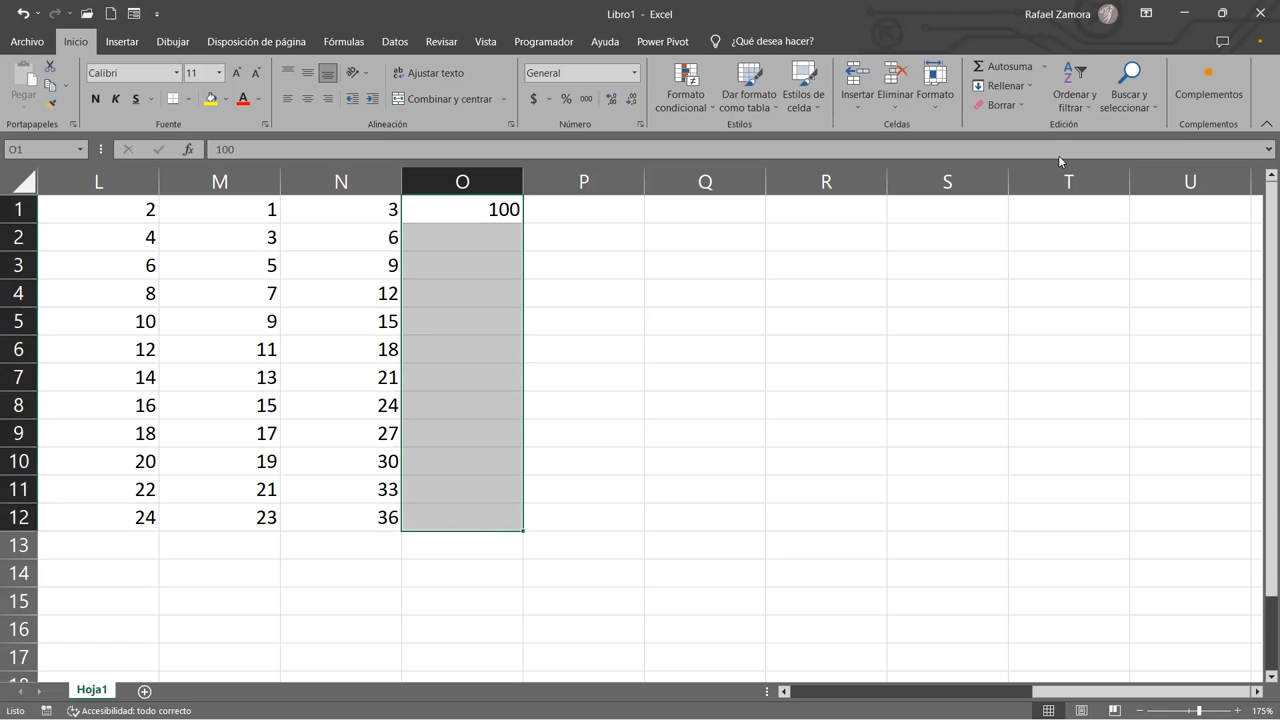 Libro1 - Excel
Rafael Zamora
Archivo Inicio Insertar Dibujar Disposición de página Fórmulas Datos Revisar Vista Programador Ayuda Power Pivot ¿Qué desea hacer?
Pegar
Calibri 11
N K S
Ajustar texto
Combinar y centrar
General
$ % 000
Formato condicional
Dar formato como tabla
Estilos de celda
Insertar Eliminar Formato
Autosuma
Rellenar
Borrar
Ordenar y filtrar
Buscar y seleccionar
Complementos
Portapapeles Fuente Alineación Número Estilos Celdas Edición Complementos
O1 fx 100
L M N O P Q R S T U
1 2 1 3 100
2 4 3 6
3 6 5 9
4 8 7 12
5 10 9 15
6 12 11 18
7 14 13 21
8 16 15 24
9 18 17 27
10 20 19 30
11 22 21 33
12 24 23 36
13
14
15
16
17
Hoja1
Listo Accesibilidad: todo correcto 175%